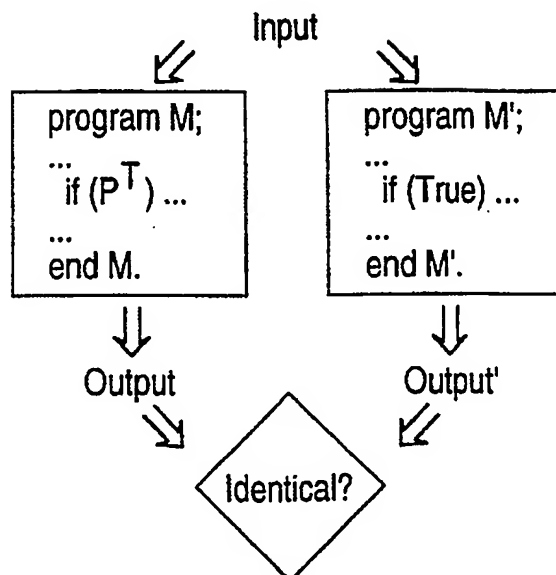 Input
program M;
...
if (P^T) ...
...
end M.
program M';
...
if (True) ...
...
end M'.
Output
Output'
Identical?